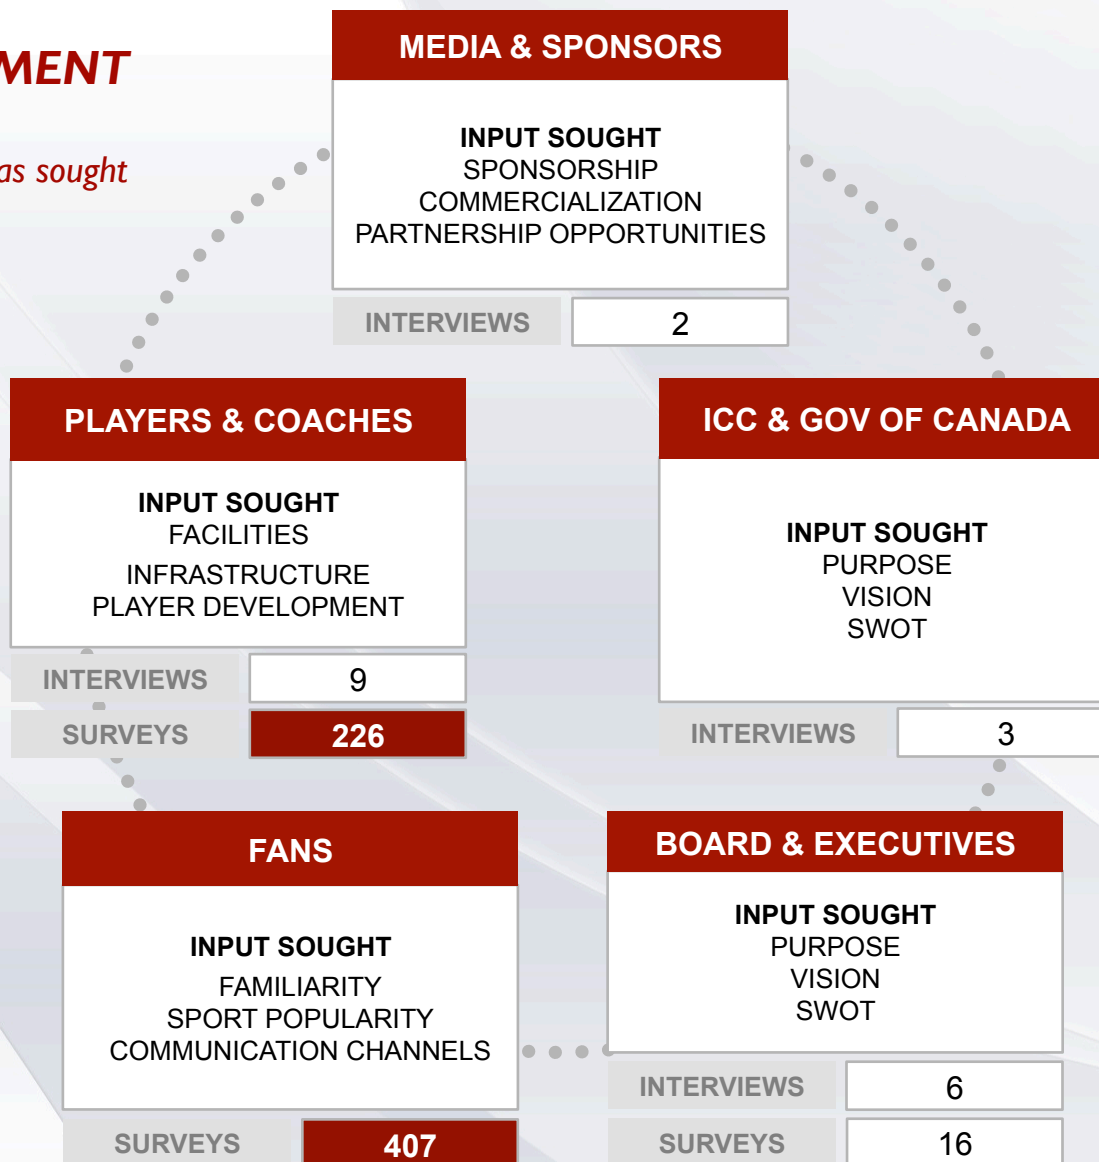 MENT
as sought
MEDIA & SPONSORS
INPUT SOUGHT
SPONSORSHIP
COMMERCIALIZATION
PARTNERSHIP OPPORTUNITIES
INTERVIEWS 2
PLAYERS & COACHES
INPUT SOUGHT
FACILITIES
INFRASTRUCTURE
PLAYER DEVELOPMENT
INTERVIEWS 9
SURVEYS 226
ICC & GOV OF CANADA
INPUT SOUGHT
PURPOSE
VISION
SWOT
INTERVIEWS 3
FANS
INPUT SOUGHT
FAMILIARITY
SPORT POPULARITY
COMMUNICATION CHANNELS
SURVEYS 407
BOARD & EXECUTIVES
INPUT SOUGHT
PURPOSE
VISION
SWOT
INTERVIEWS 6
SURVEYS 16